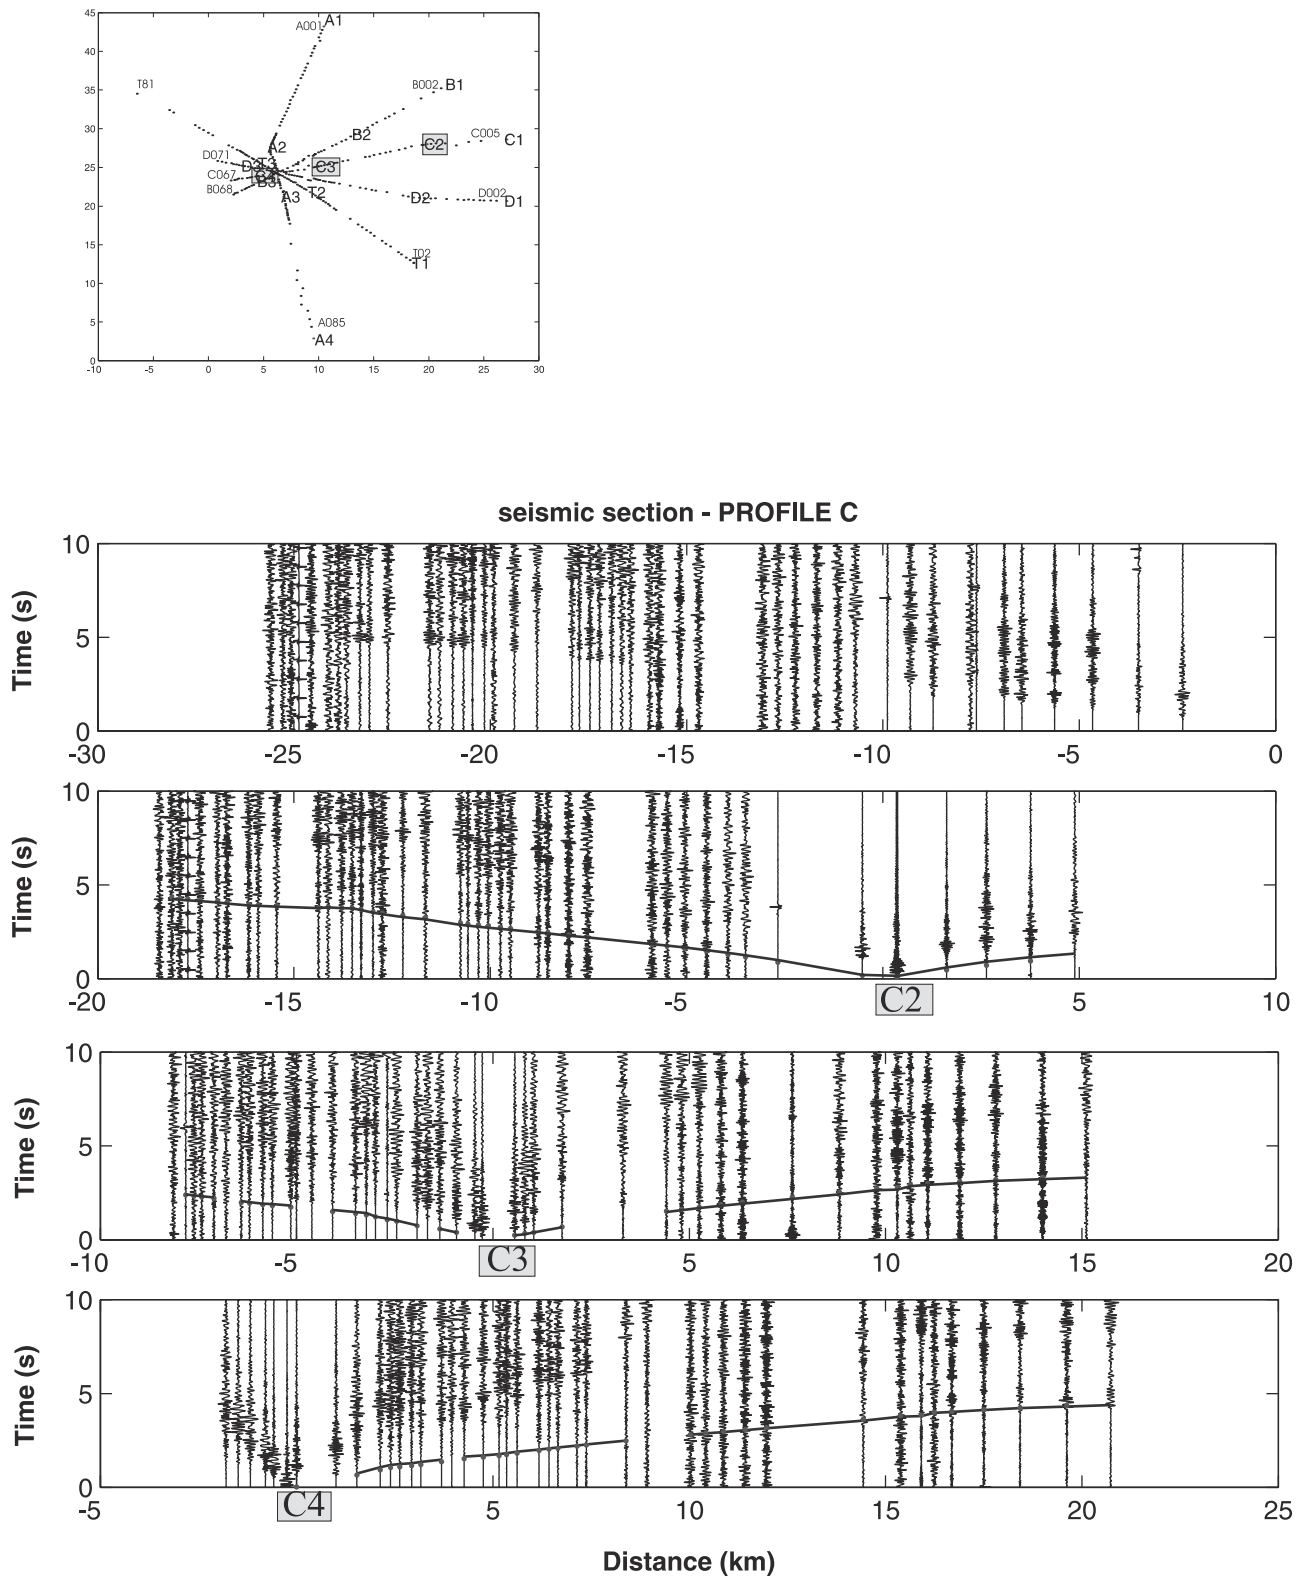 45
40
35
30
25
20
15
10
5
0
-10 -5 0 5 10 15 20 25 30
A001 A1
T81
B002 B1
B2
C005 C1
C2
A2
D071
D3 T3
C3
C067
C4
B068 B3
A3
T2
D002
D2 D1
T02
T1
A085
A4
seismic section - PROFILE C
Time (s)
10
5
0
-30 -25 -20 -15 -10 -5 0
Time (s)
10
5
0
-20 -15 -10 -5 C2 5 10
Time (s)
10
5
0
-10 -5 C3 5 10 15 20
Time (s)
10
5
0
-5 C4 5 10 15 20 25
Distance (km)